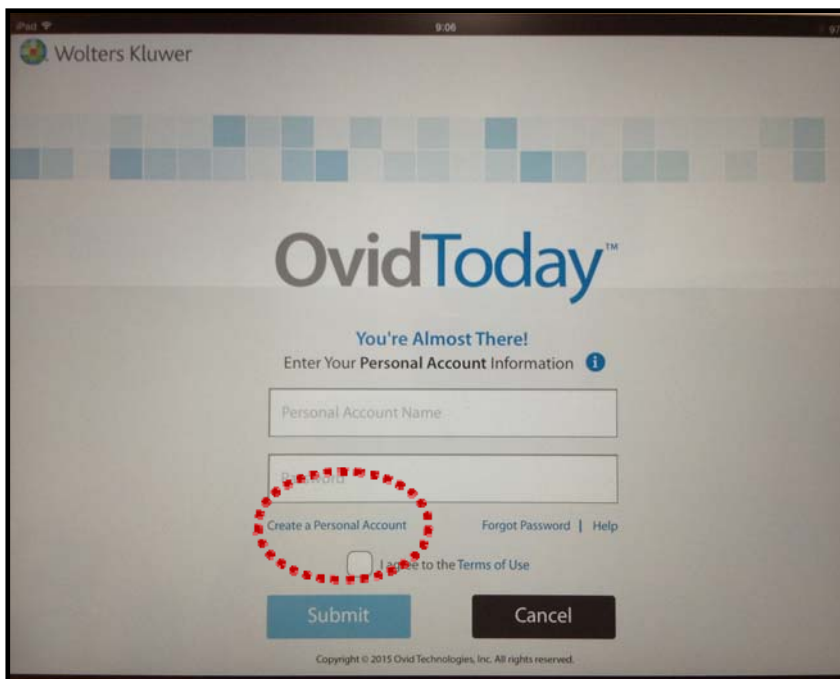 iPad 9:06 97
Wolters Kluwer
OvidToday™
You're Almost There!
Enter Your Personal Account Information i
Personal Account Name
Password
Create a Personal Account Forgot Password | Help
I agree to the Terms of Use
Submit Cancel
Copyright © 2015 Ovid Technologies, Inc. All rights reserved.